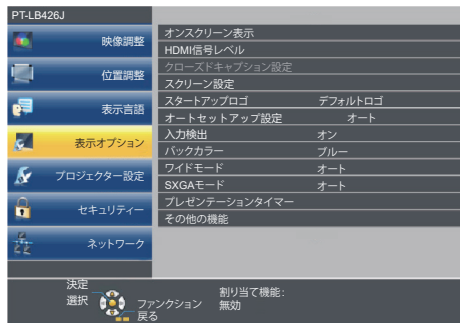 PT-LB426J
映像調整
位置調整
表示言語
表示オプション
プロジェクター設定
セキュリティー
ネットワーク
オンスクリーン表示
HDMI信号レベル
クローズドキャプション設定
スクリーン設定
スタートアップロゴ デフォルトロゴ
オートセットアップ設定 オート
入力検出 オン
バックカラー ブルー
ワイドモード オート
SXGAモード オート
プレゼンテーションタイマー
その他の機能
決定
選択
ファンクション
戻る
割り当て機能:
無効